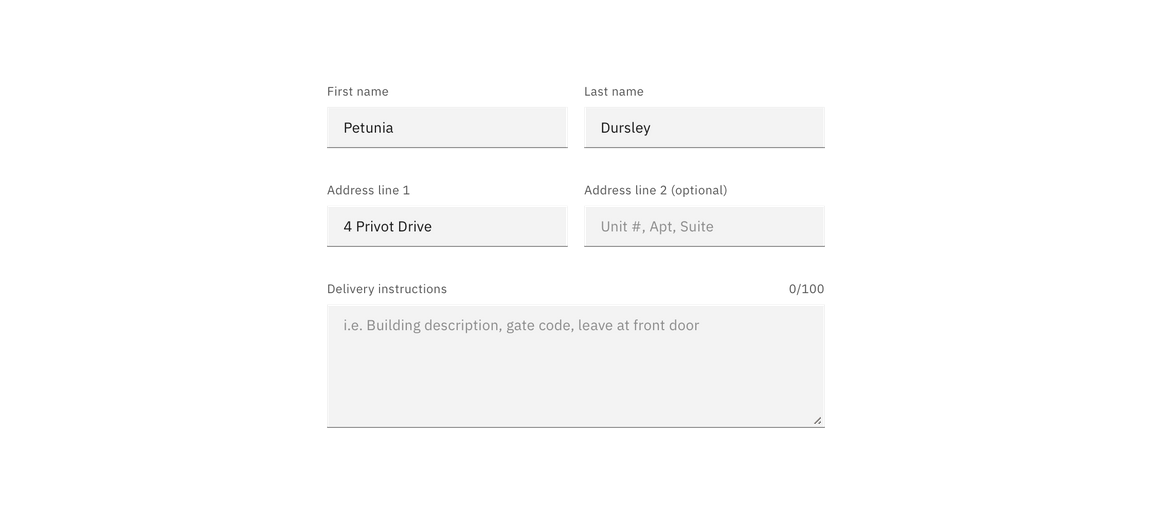 First name
Last name
Petunia
Dursley
Address line 1
Address line 2 (optional)
4 Privot Drive
Unit #, Apt, Suite
Delivery instructions
0/100
i.e. Building description, gate code, leave at front door